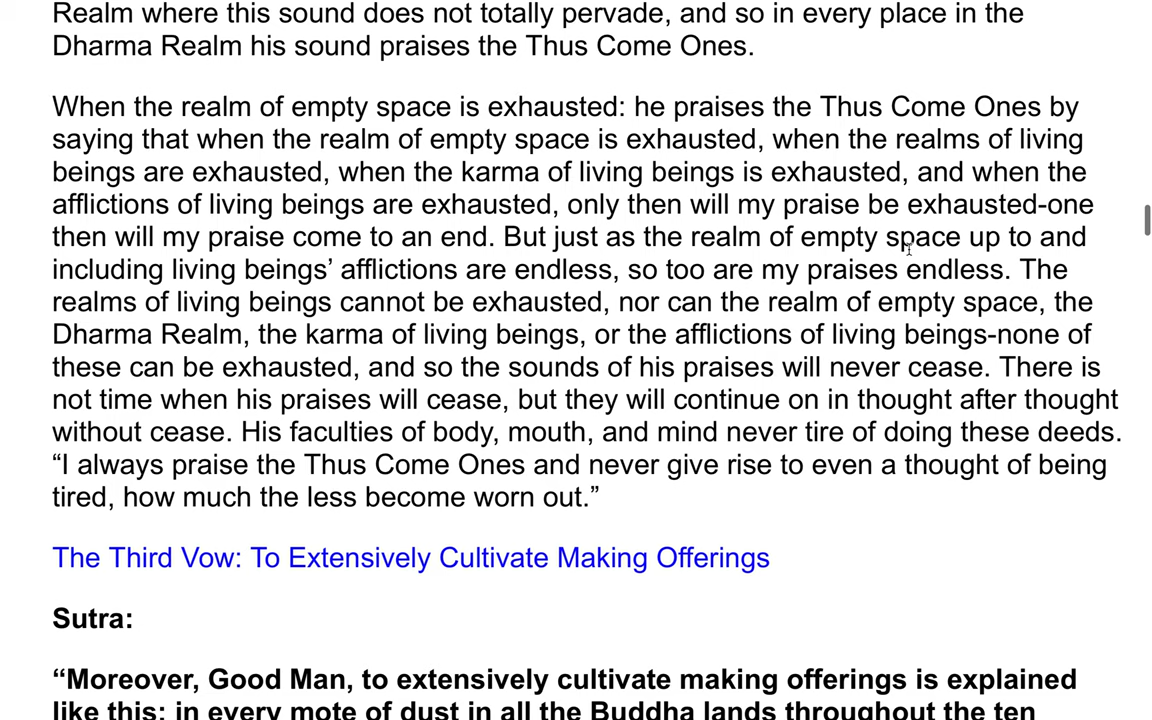 Realm where this sound does not totally pervade, and so in every place in the
Dharma Realm his sound praises the Thus Come Ones.
When the realm of empty space is exhausted: he praises the Thus Come Ones by
saying that when the realm of empty space is exhausted, when the realms of living
beings are exhausted, when the karma of living beings is exhausted, and when the
afflictions of living beings are exhausted, only then will my praise be exhausted-one
then will my praise come to an end. But just as the realm of empty space up to and
including living beings’ afflictions are endless, so too are my praises endless. The
realms of living beings cannot be exhausted, nor can the realm of empty space, the
Dharma Realm, the karma of living beings, or the afflictions of living beings-none of
these can be exhausted, and so the sounds of his praises will never cease. There is
not time when his praises will cease, but they will continue on in thought after thought
without cease. His faculties of body, mouth, and mind never tire of doing these deeds.
“I always praise the Thus Come Ones and never give rise to even a thought of being
tired, how much the less become worn out.”
The Third Vow: To Extensively Cultivate Making Offerings
Sutra:
“Moreover, Good Man, to extensively cultivate making offerings is explained
like this: in every mote of dust in all the Buddha lands throughout the ten